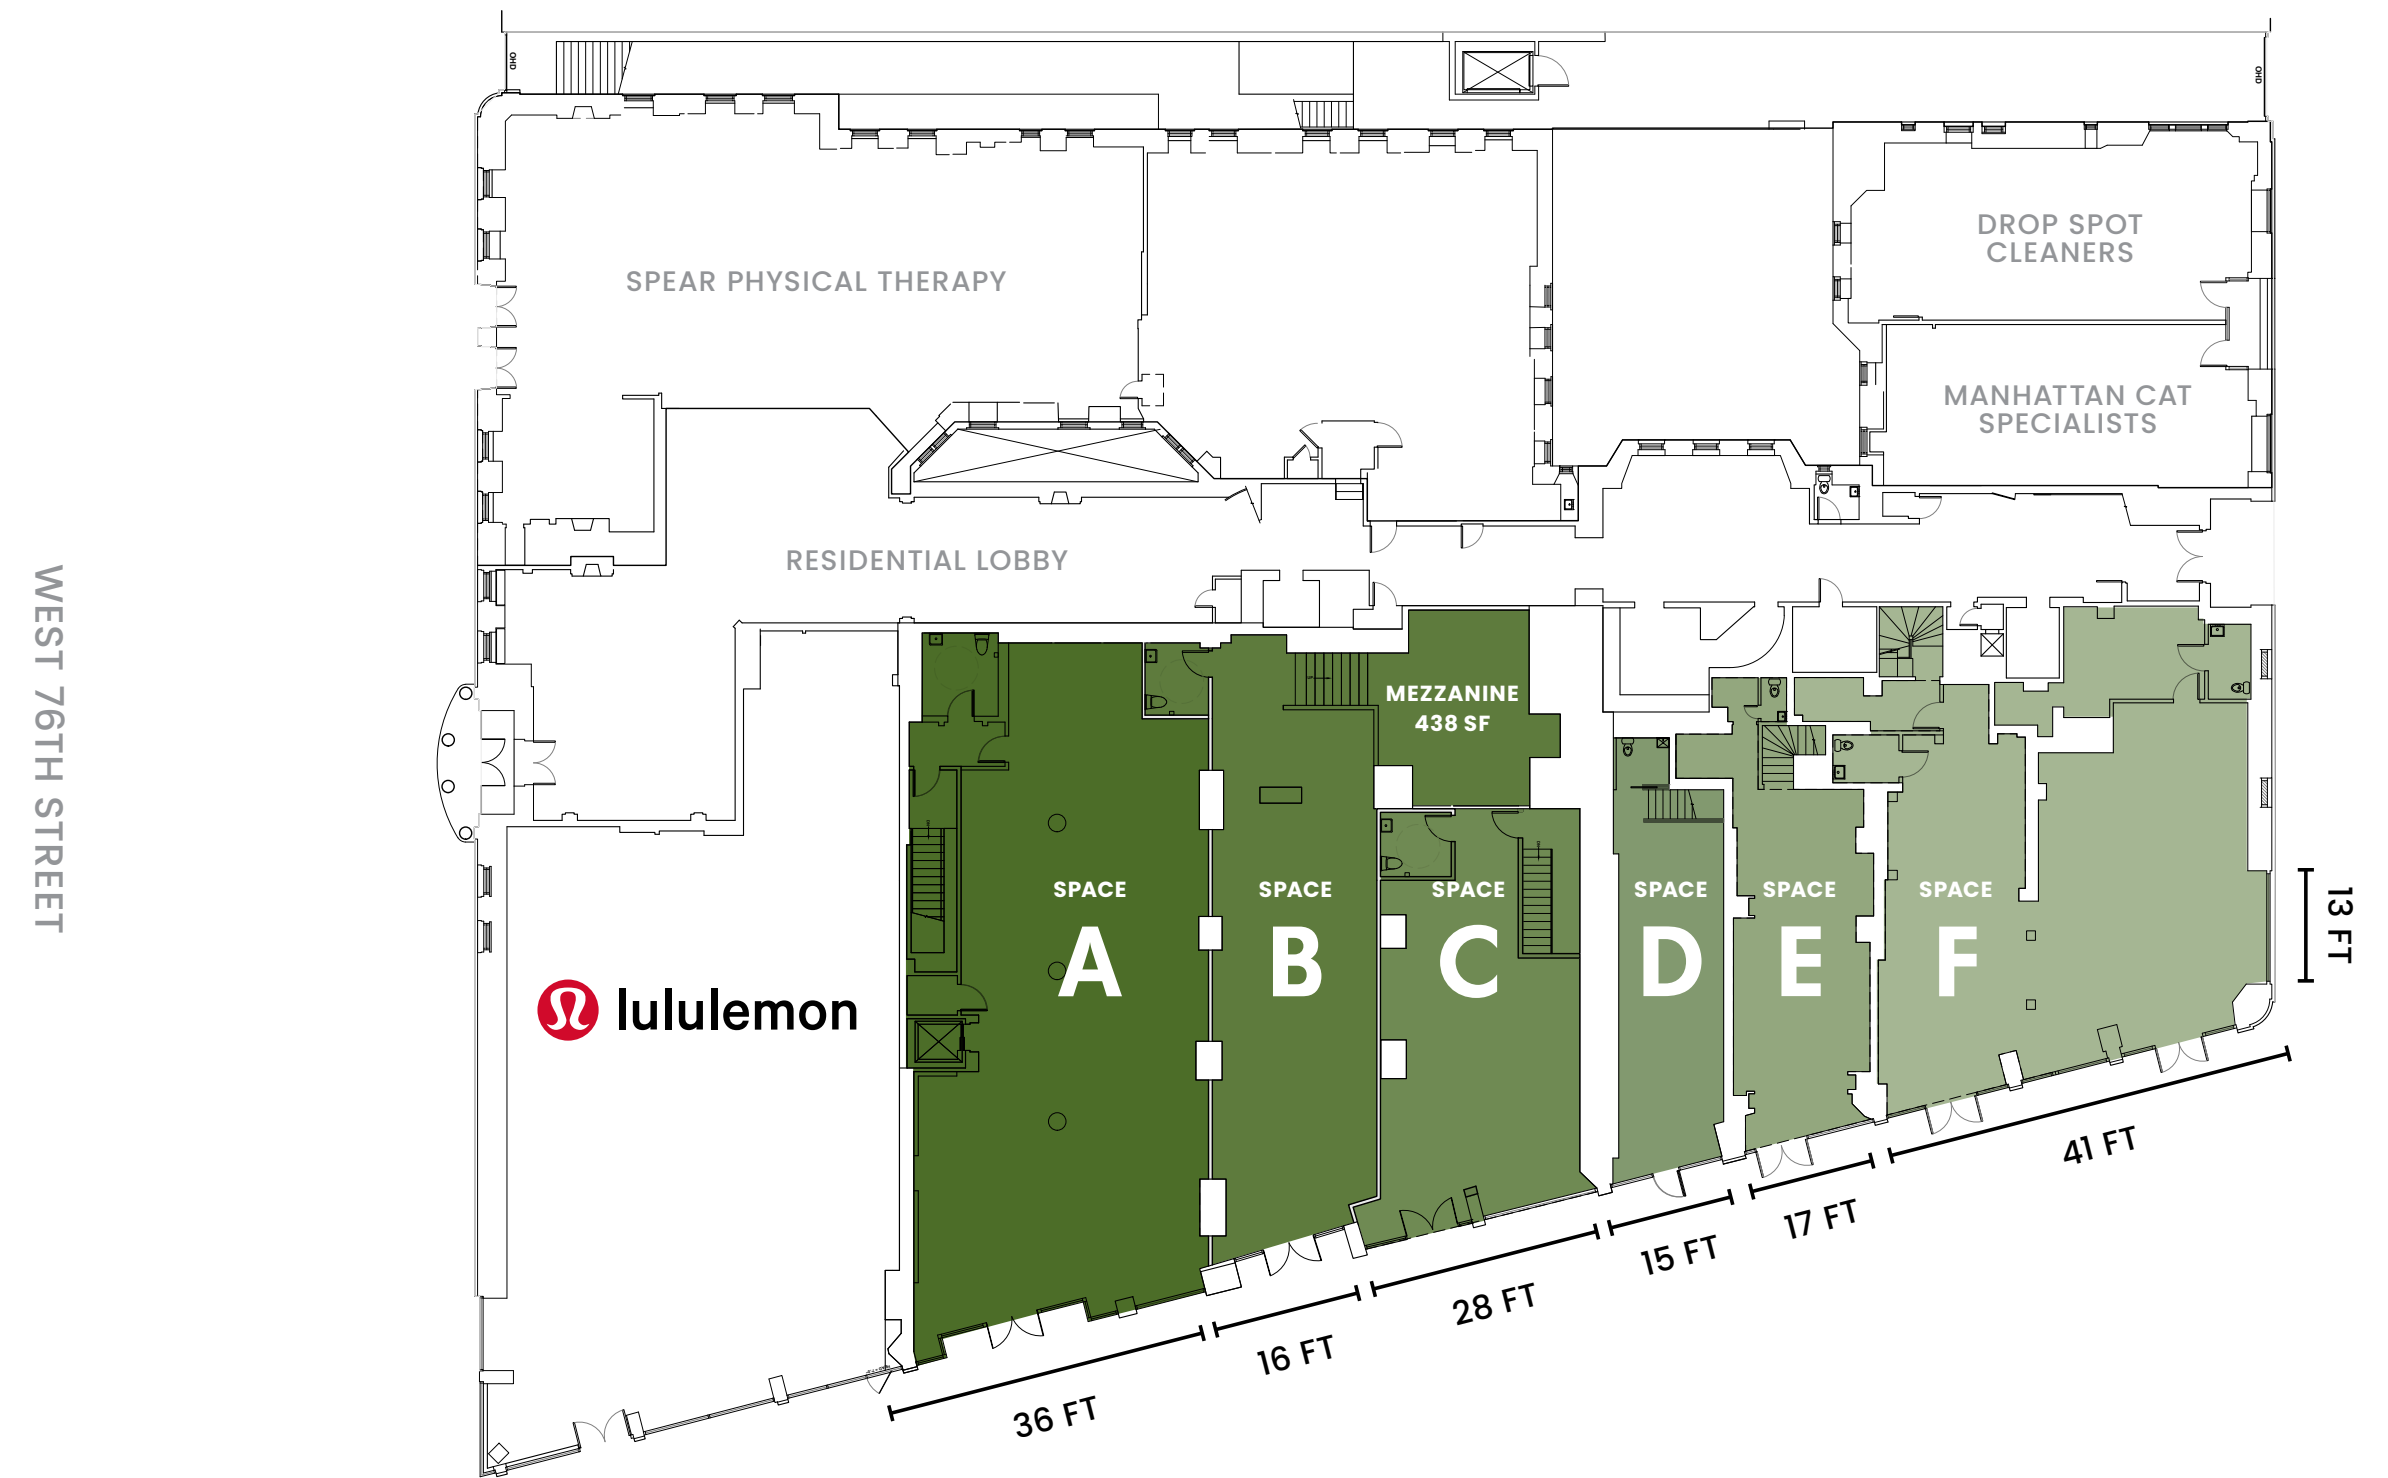 OHD
OHD
DROP SPOT
CLEANERS
SPEAR PHYSICAL THERAPY
MANHATTAN CAT
SPECIALISTS
RESIDENTIAL LOBBY
WEST 76TH STREET
MEZZANINE
438 SF
SPACE
A
SPACE
B
SPACE
C
SPACE
D
SPACE
E
SPACE
F
13 FT
lululemon
41 FT
17 FT
15 FT
28 FT
16 FT
36 FT